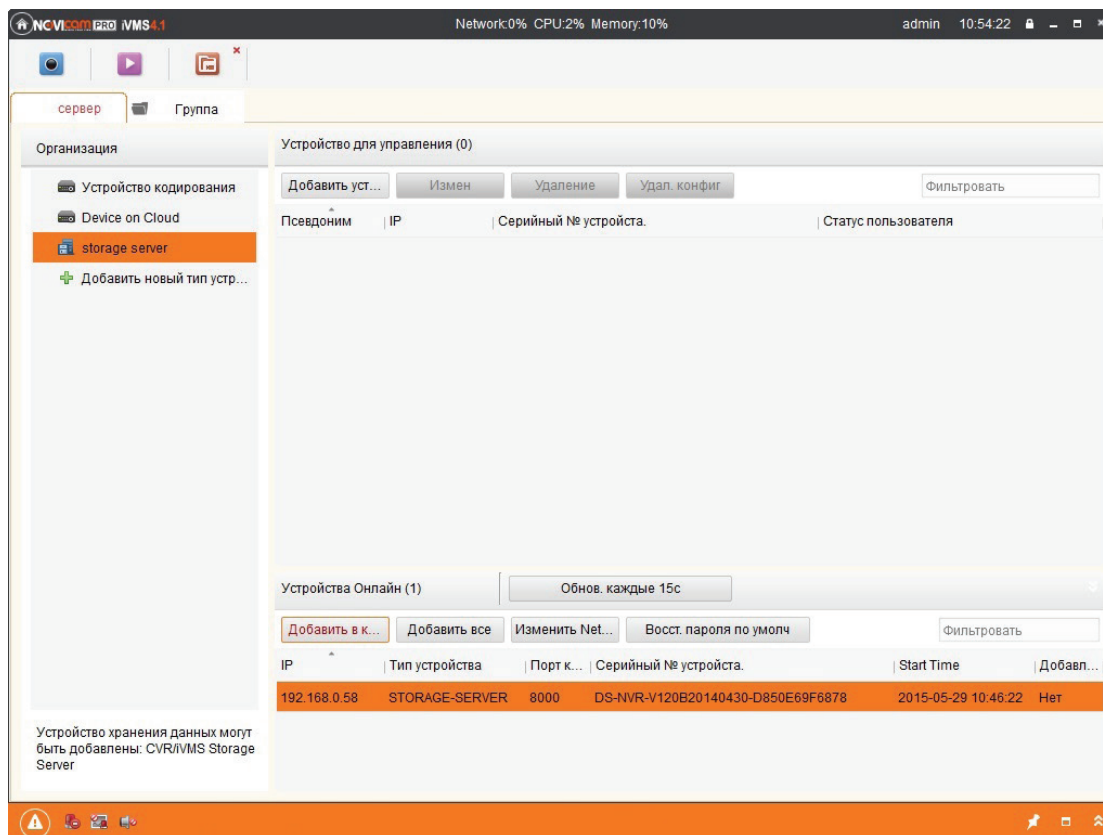 NOVIcam PRO iVMS4.1 Network:0% CPU:2% Memory:10% admin 10:54:22
сервер Группа
Организация
Устройство кодирования
Device on Cloud
storage server
Добавить новый тип устр...
Устройство хранения данных могут
быть добавлены: CVR/iVMS Storage
Server
Устройство для управления (0)
Добавить уст... Измен Удаление Удал. конфиг Фильтровать
Псевдоним IP Серийный № устройства. Статус пользователя
Устройства Онлайн (1) Обнов. каждые 15с
Добавить в к... Добавить все Изменить Net... Восст. пароля по умолч Фильтровать
IP Тип устройства Порт к... Серийный № устройства. Start Time Добавл...
192.168.0.58 STORAGE-SERVER 8000 DS-NVR-V120B20140430-D850E69F6878 2015-05-29 10:46:22 Нет